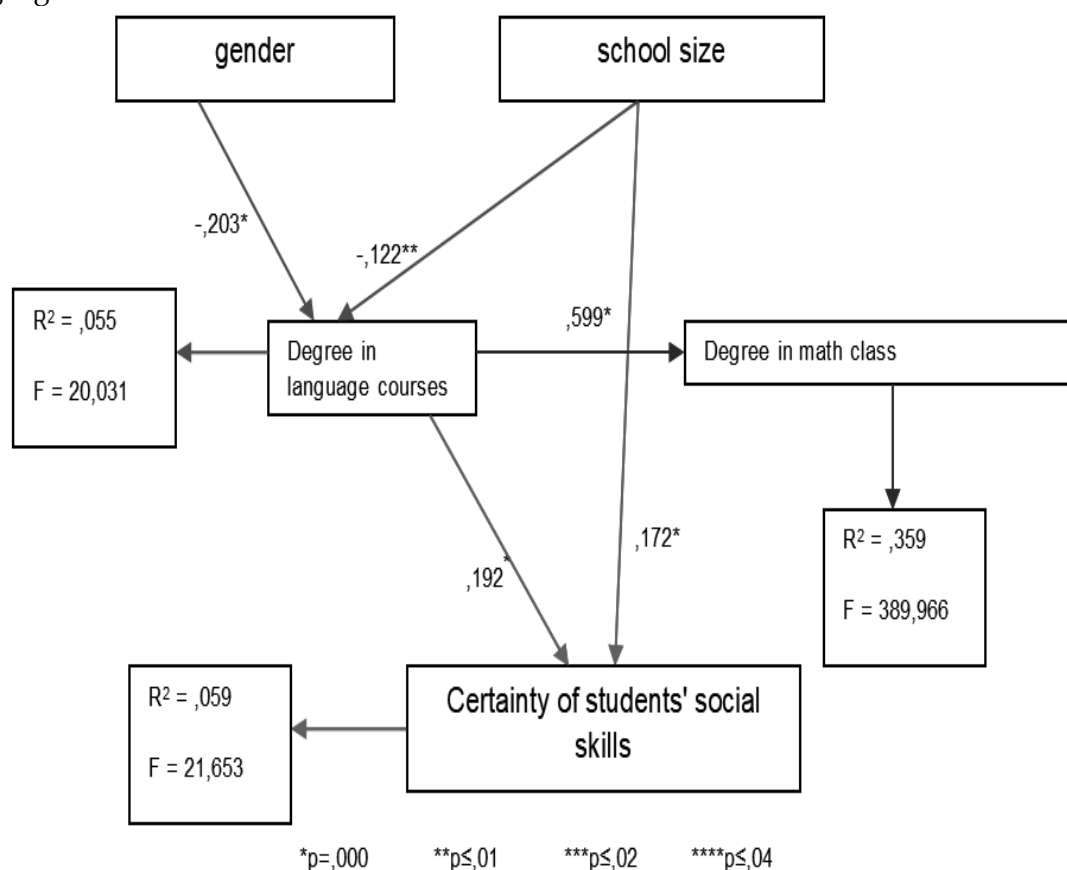 gender
school size
-,203*
-,122**
R² = ,055
F = 20,031
Degree in
language courses
,599*
Degree in math class
,192*
,172*
R² = ,359
F = 389,966
R² = ,059
F = 21,653
Certainty of students' social
skills
*p=,000 **p≤,01 ***p≤,02 ****p≤,04